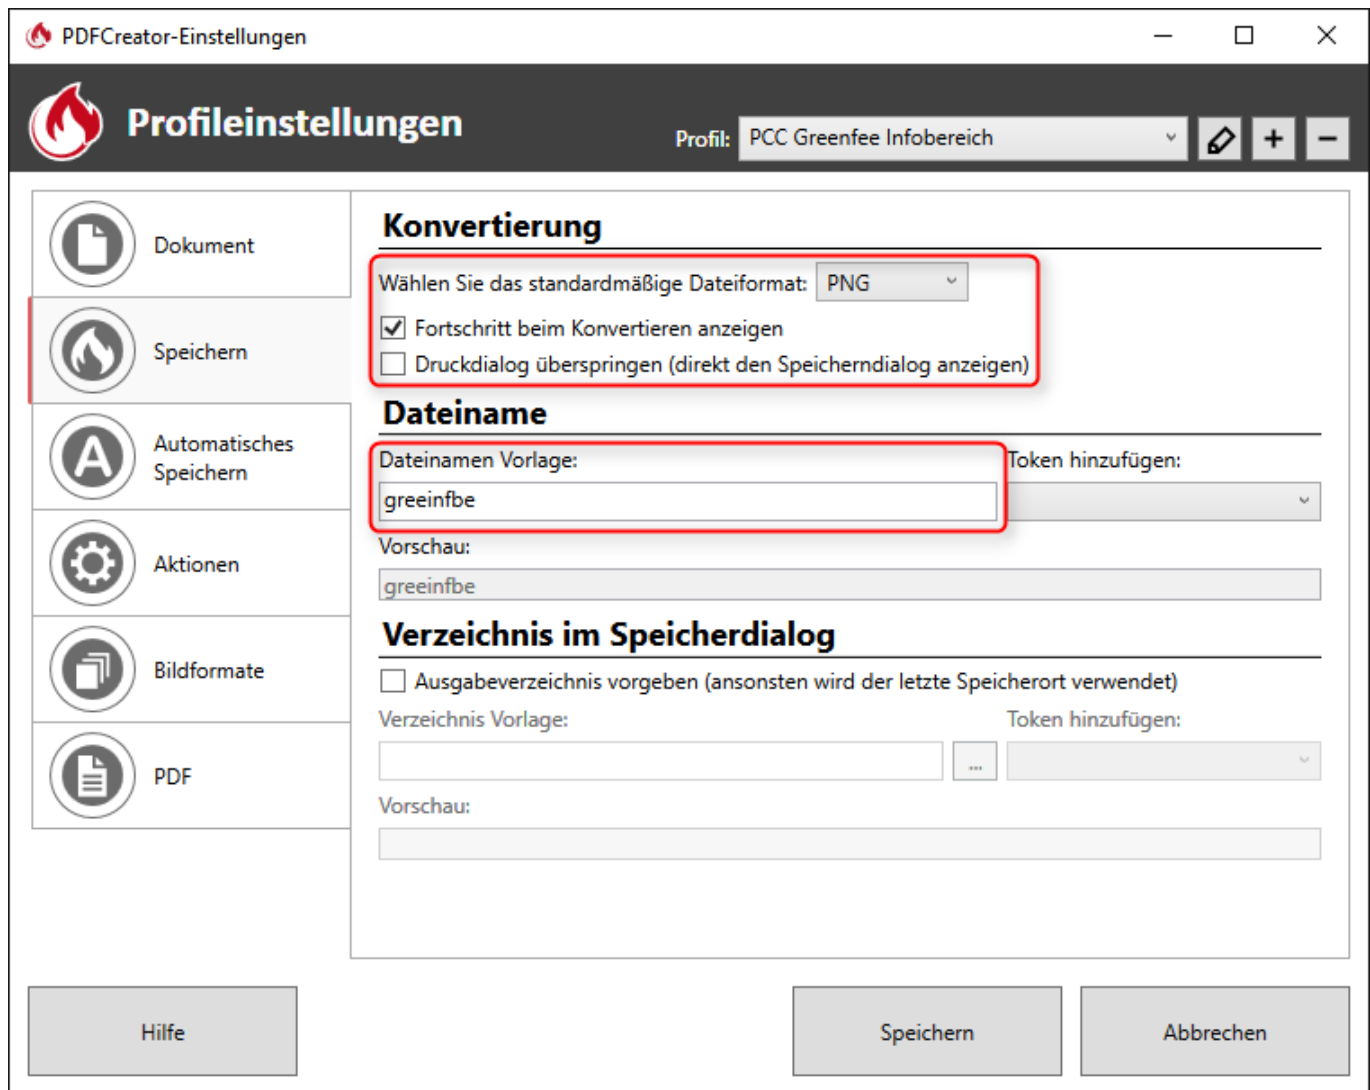 PDFCreator-Einstellungen
Profileinstellungen
Profil: PCC Greenfee Infobereich
Dokument
Speichern
Automatisches
Speichern
Aktionen
Bildformate
PDF
Konvertierung
Wählen Sie das standardmäßige Dateiformat: PNG
Fortschritt beim Konvertieren anzeigen
Druckdialog überspringen (direkt den Speicherndialog anzeigen)
Dateiname
Dateinamen Vorlage: Token hinzufügen:
greeinfbe
Vorschau:
greeinfbe
Verzeichnis im Speicherdialog
Ausgabeverzeichnis vorgeben (ansonsten wird der letzte Speicherort verwendet)
Verzeichnis Vorlage: Token hinzufügen:
...
Vorschau:
Hilfe Speichern Abbrechen